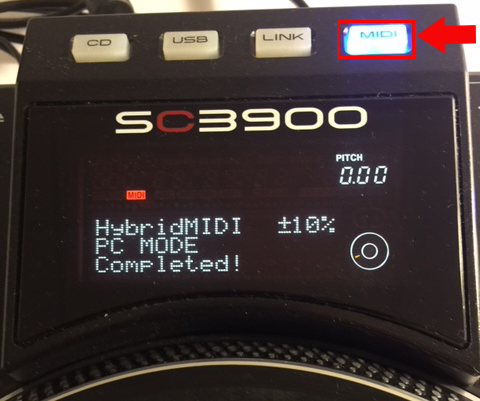 CD USB LINK MIDI
SC3900
PITCH
0.00
MIDI
HybridMIDI ±10%
PC MODE
Completed!